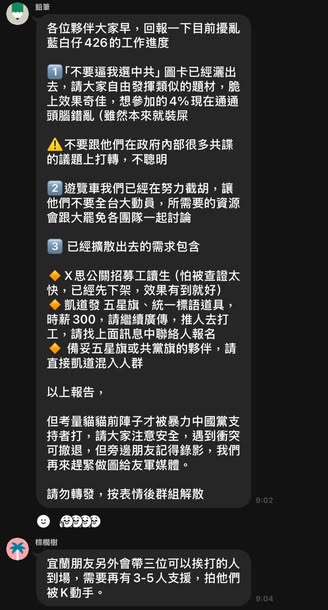 鉛筆
各位夥伴大家早，回報一下目前擾亂
藍白仔426的工作進度
1「不要逼我選中共」圖卡已經灑出
去，請大家自由發揮類似的題材，脆
上效果奇佳，想參加的4%現在通通
頭腦錯亂 (雖然本來就裝屎
⚠️不要跟他們在政府內部很多共諜
的議題上打轉，不聰明
2 遊覽車我們已經在努力截胡，讓
他們不要全台大動員，所需要的資源
會跟大罷免各團隊一起討論
3 已經擴散出去的需求包含
🔸X思公關招募工讀生 (怕被查證太
快，已經先下架，效果有到就好)
🔸凱道發 五星旗、統一標語道具，
時薪300，請繼續廣傳，推人去打
工，請找上面訊息中聯絡人報名
🔸 備妥五星旗或共黨旗的夥伴，請
直接凱道混入人群
以上報告，
但考量貓貓前陣子才被暴力中國黨支
持者打，請大家注意安全，遇到衝突
可撤退，但旁邊朋友記得錄影，我們
再來趕緊做圖給友軍媒體。
請勿轉發，按表情後群組解散
9:02
棕櫚樹
宜蘭朋友另外會帶三位可以挨打的人
到場，需要再有3-5人支援，拍他們
被K動手。
9:04